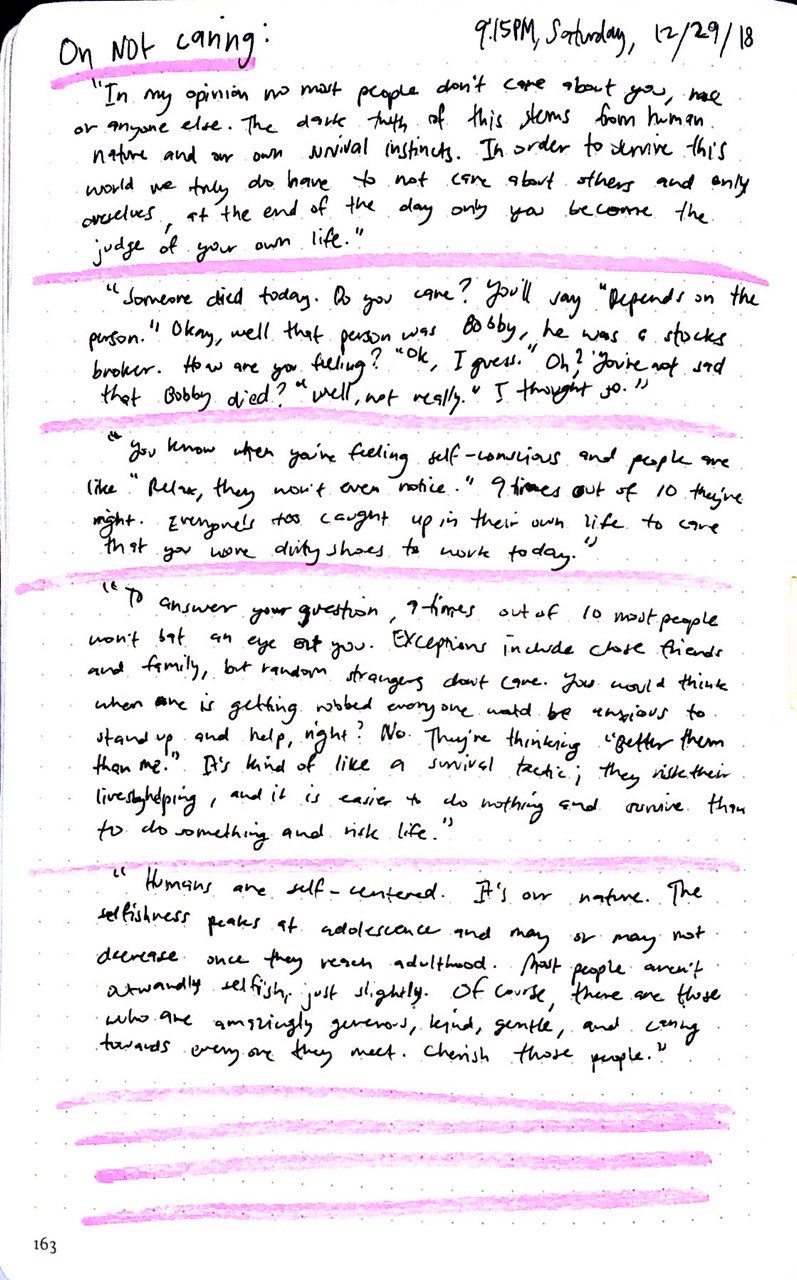 On Not caring:
9:15PM, Saturday, 12/29/18
"In my opinion no most people don't care about you, me
or anyone else. The dark truth of this stems from human
nature and our own survival instincts. In order to survive this
world we truly do have to not care about others and only
ourselves, at the end of the day only you become the
judge of your own life."
"Someone died today. Do you care? You'll say "Depends on the
person." Okay, well that person was Bobby, he was a stocks
broker. How are you feeling? "Ok, I guess." Oh? You're not sad
that Bobby died? "Well, not really." I thought so."
"You know when you're feeling self-conscious and people are
like "Relax, they won't even notice." 9 times out of 10 they're
right. Everyone's too caught up in their own life to care
that you wore dirty shoes to work today."
"To answer your question, 9 times out of 10 most people
won't bat an eye at you. Exceptions include close friends
and family, but random strangers don't care. You would think
when one is getting robbed everyone would be anxious to
stand up and help, right? No. They're thinking "Better them
than me." It's kind of like a survival tactic; they risk their
lives by helping, and it is easier to do nothing and survive than
to do something and risk life."
"Humans are self-centered. It's our nature. The
selfishness peaks at adolescence and may or may not
decrease once they reach adulthood. Most people aren't
outwardly selfish, just slightly. Of course, there are those
who are amazingly generous, kind, gentle, and caring
towards everyone they meet. Cherish those people."
163